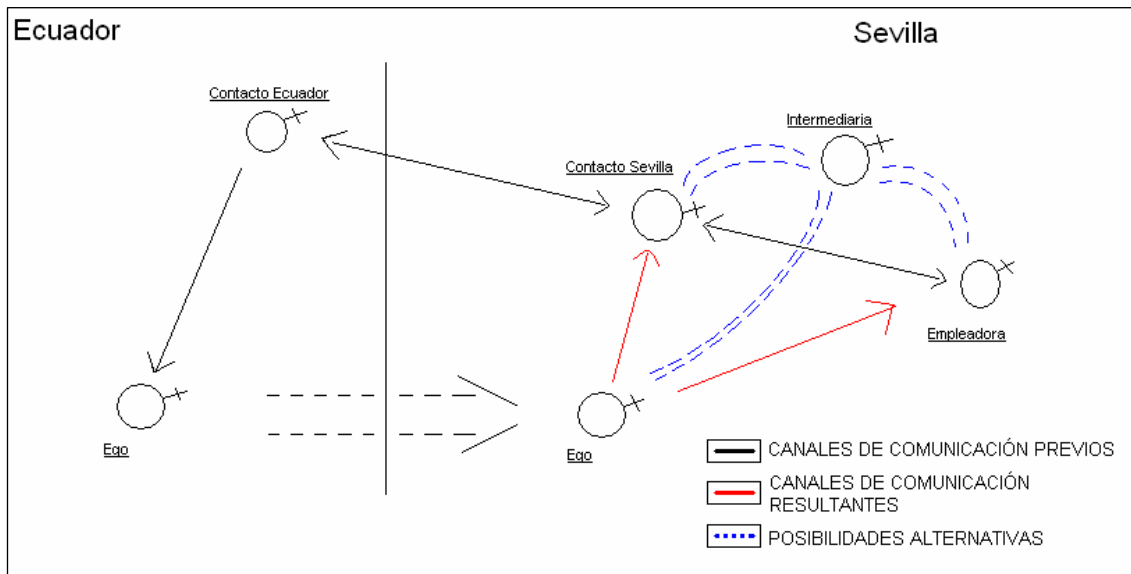 Ecuador
Sevilla
Contacto Ecuador
Intermediaria
Contacto Sevilla
Empleadora
Ego
Ego
CANALES DE COMUNICACIÓN PREVIOS
CANALES DE COMUNICACIÓN
RESULTANTES
POSIBILIDADES ALTERNATIVAS